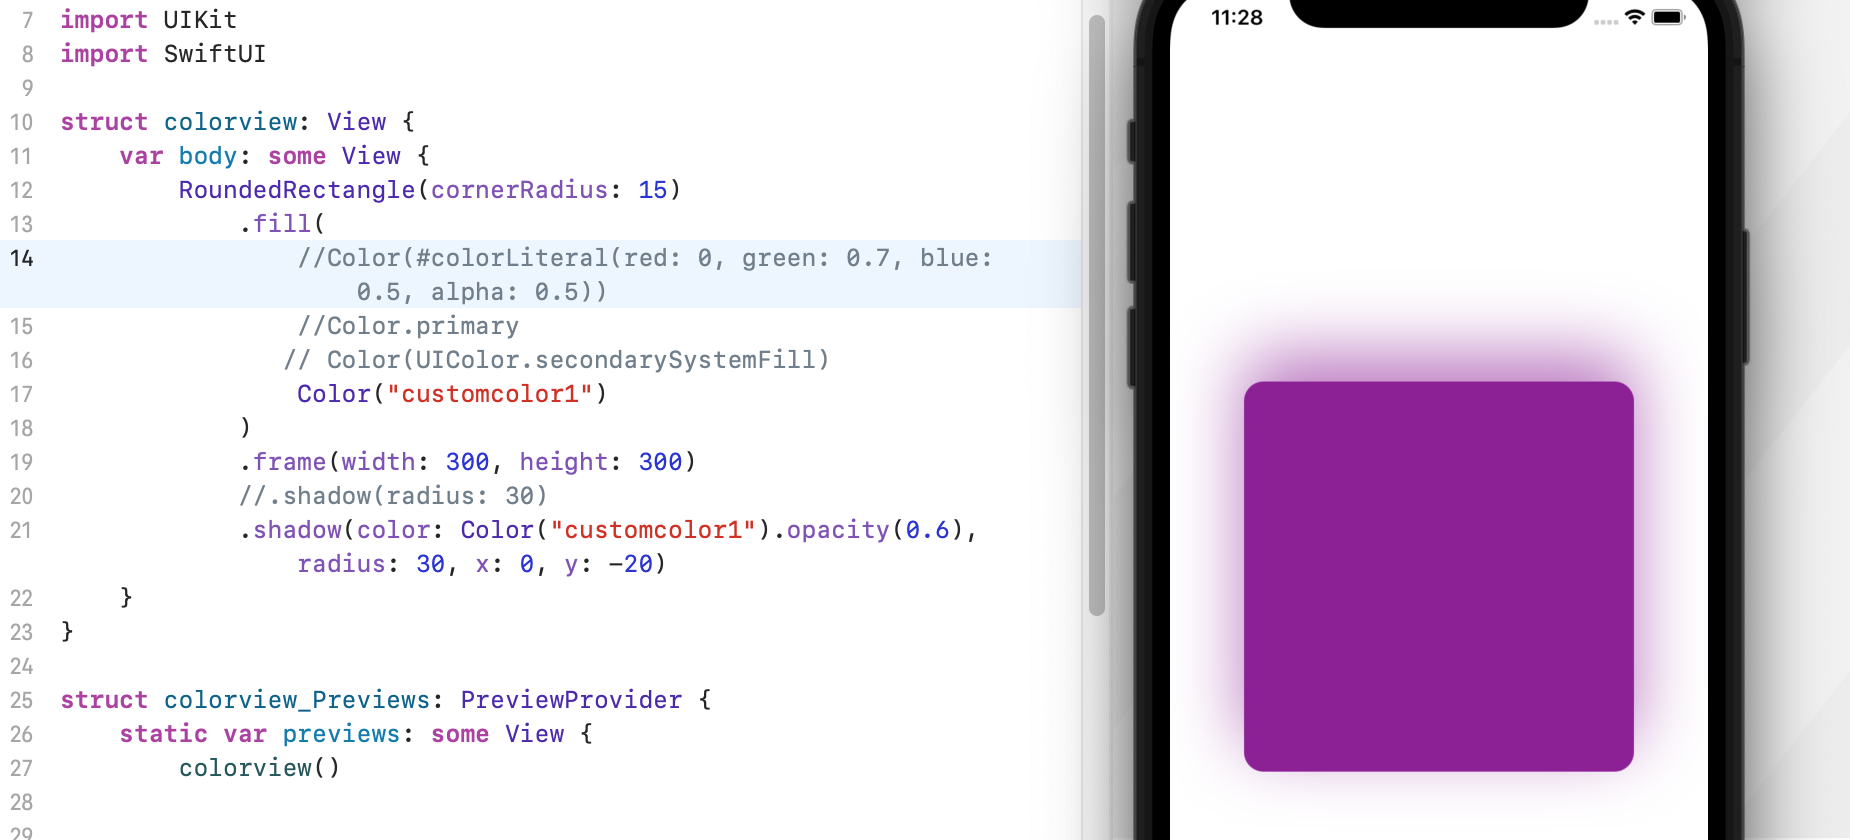 7 import UIKit
8 import SwiftUI
9
10 struct colorview: View {
11     var body: some View {
12         RoundedRectangle(cornerRadius: 15)
13             .fill(
14                 //Color(#colorLiteral(red: 0, green: 0.7, blue:
                    0.5, alpha: 0.5))
15                 //Color.primary
16                // Color(UIColor.secondarySystemFill)
17                 Color("customcolor1")
18             )
19             .frame(width: 300, height: 300)
20             //.shadow(radius: 30)
21             .shadow(color: Color("customcolor1").opacity(0.6),
                radius: 30, x: 0, y: -20)
22     }
23 }
24
25 struct colorview_Previews: PreviewProvider {
26     static var previews: some View {
27         colorview()
28
29
11:28